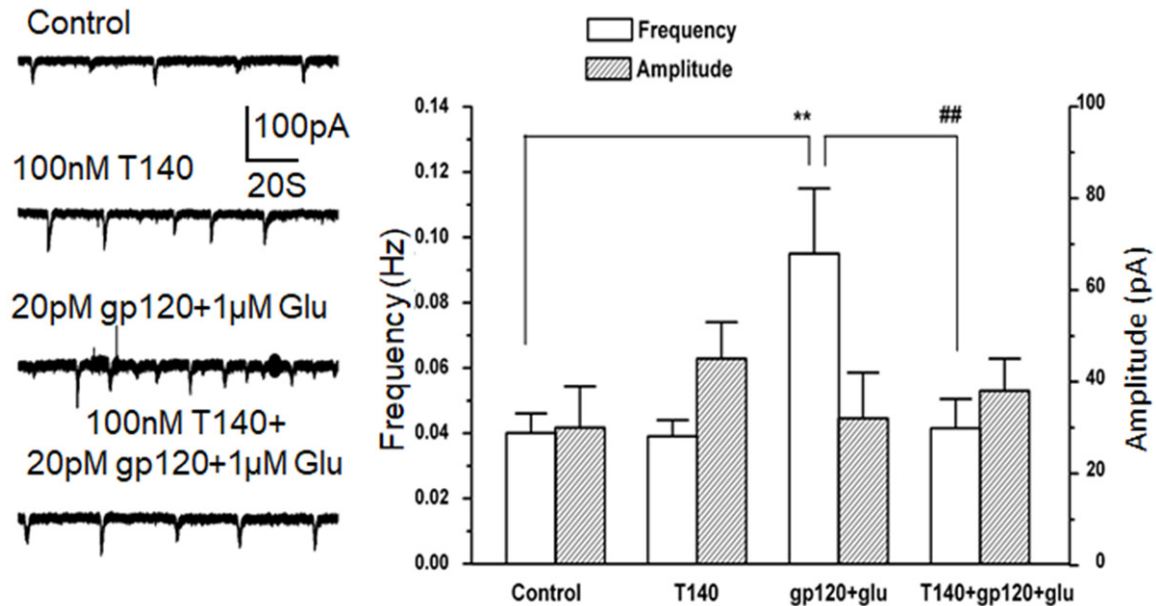 Control
100pA
20S
100nM T140
20pM gp120+1µM Glu
100nM T140+
20pM gp120+1µM Glu
Frequency
Amplitude
**
##
Frequency (Hz)
0.14
0.12
0.10
0.08
0.06
0.04
0.02
0.00
100
80
60
40
20
0
Amplitude (pA)
Control
T140
gp120+glu
T140+gp120+glu